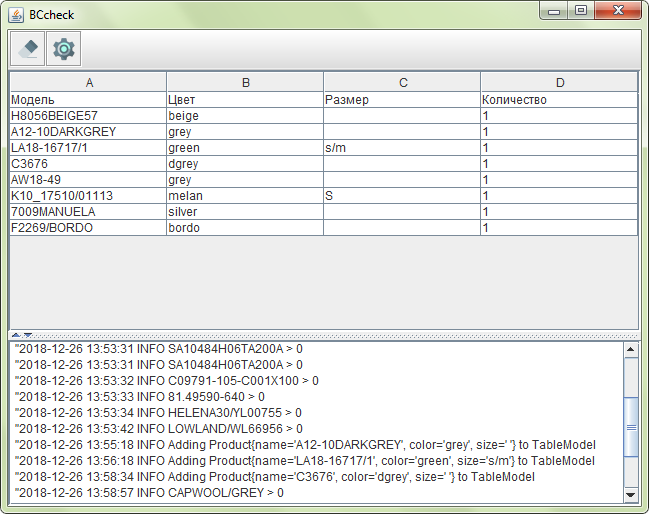 BCcheck
A B C D
Модель Цвет Размер Количество
H8056BEIGE57 beige 1
A12-10DARKGREY grey 1
LA18-16717/1 green s/m 1
C3676 dgrey 1
AW18-49 grey 1
K10_17510/01113 melan S 1
7009MANUELA silver 1
F2269/BORDO bordo 1
"2018-12-26 13:53:31 INFO SA10484H06TA200A > 0
"2018-12-26 13:53:31 INFO SA10484H06TA200A > 0
"2018-12-26 13:53:32 INFO C09791-105-C001X100 > 0
"2018-12-26 13:53:33 INFO 81.49590-640 > 0
"2018-12-26 13:53:34 INFO HELENA30/YL00755 > 0
"2018-12-26 13:53:42 INFO LOWLAND/WL66956 > 0
"2018-12-26 13:55:18 INFO Adding Product{name='A12-10DARKGREY', color='grey', size=' '} to TableModel
"2018-12-26 13:56:18 INFO Adding Product{name='LA18-16717/1', color='green', size='s/m'} to TableModel
"2018-12-26 13:58:34 INFO Adding Product{name='C3676', color='dgrey', size=' '} to TableModel
"2018-12-26 13:58:57 INFO CAPWOOL/GREY > 0